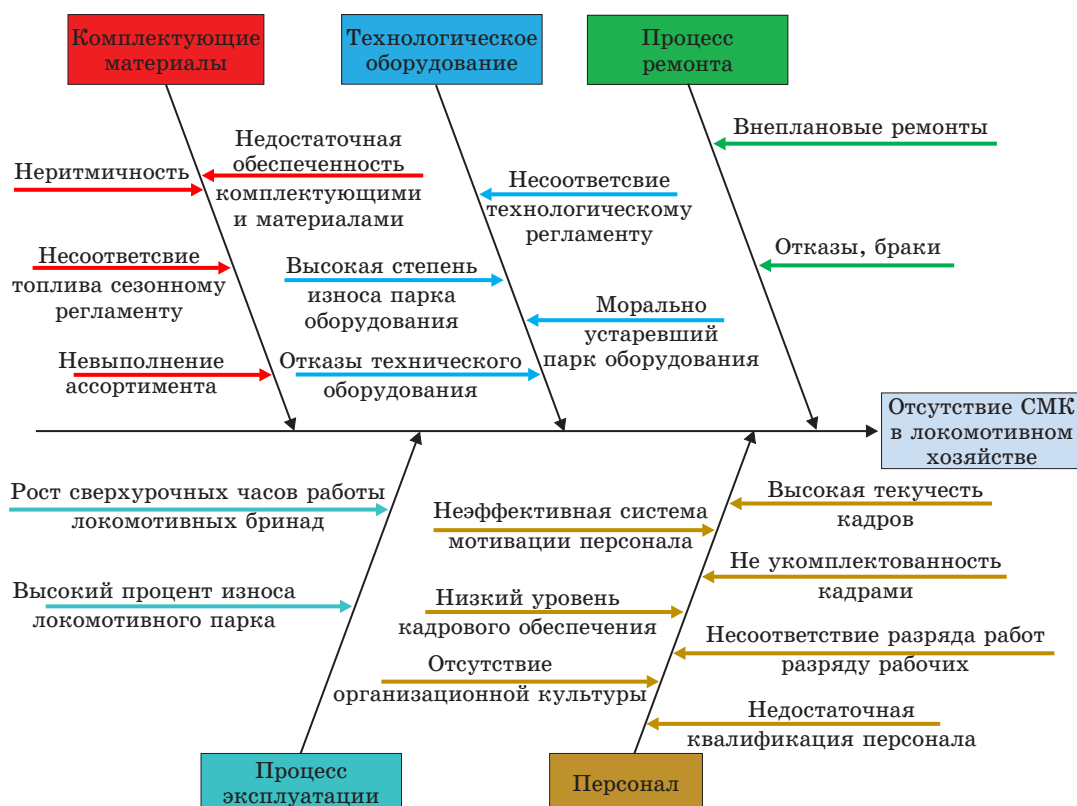 Комплектующие
материалы
Технологическое
оборудование
Процесс
ремонта
Неритмичность
Недостаточная
обеспеченность
комплектующими
и материалами
Несоответсвие
топлива сезонному
регламенту
Невыполнение
ассортимента
Несоответсвие
технологическому
регламенту
Высокая степень
износа парка
оборудования
Морально
устаревший
парк оборудования
Отказы технического
оборудования
Внеплановые ремонты
Отказы, браки
Отсутствие СМК
в локомотивном
хозяйстве
Рост сверхурочных часов работы
локомотивных бринад
Высокий процент износа
локомотивного парка
Неэффективная система
мотивации персонала
Низкий уровень
кадрового обеспечения
Отсутствие
организационной культуры
Высокая текучесть
кадров
Не укомплектованность
кадрами
Несоответствие разряда работ
разряду рабочих
Недостаточная
квалификация персонала
Процесс
эксплуатации
Персонал